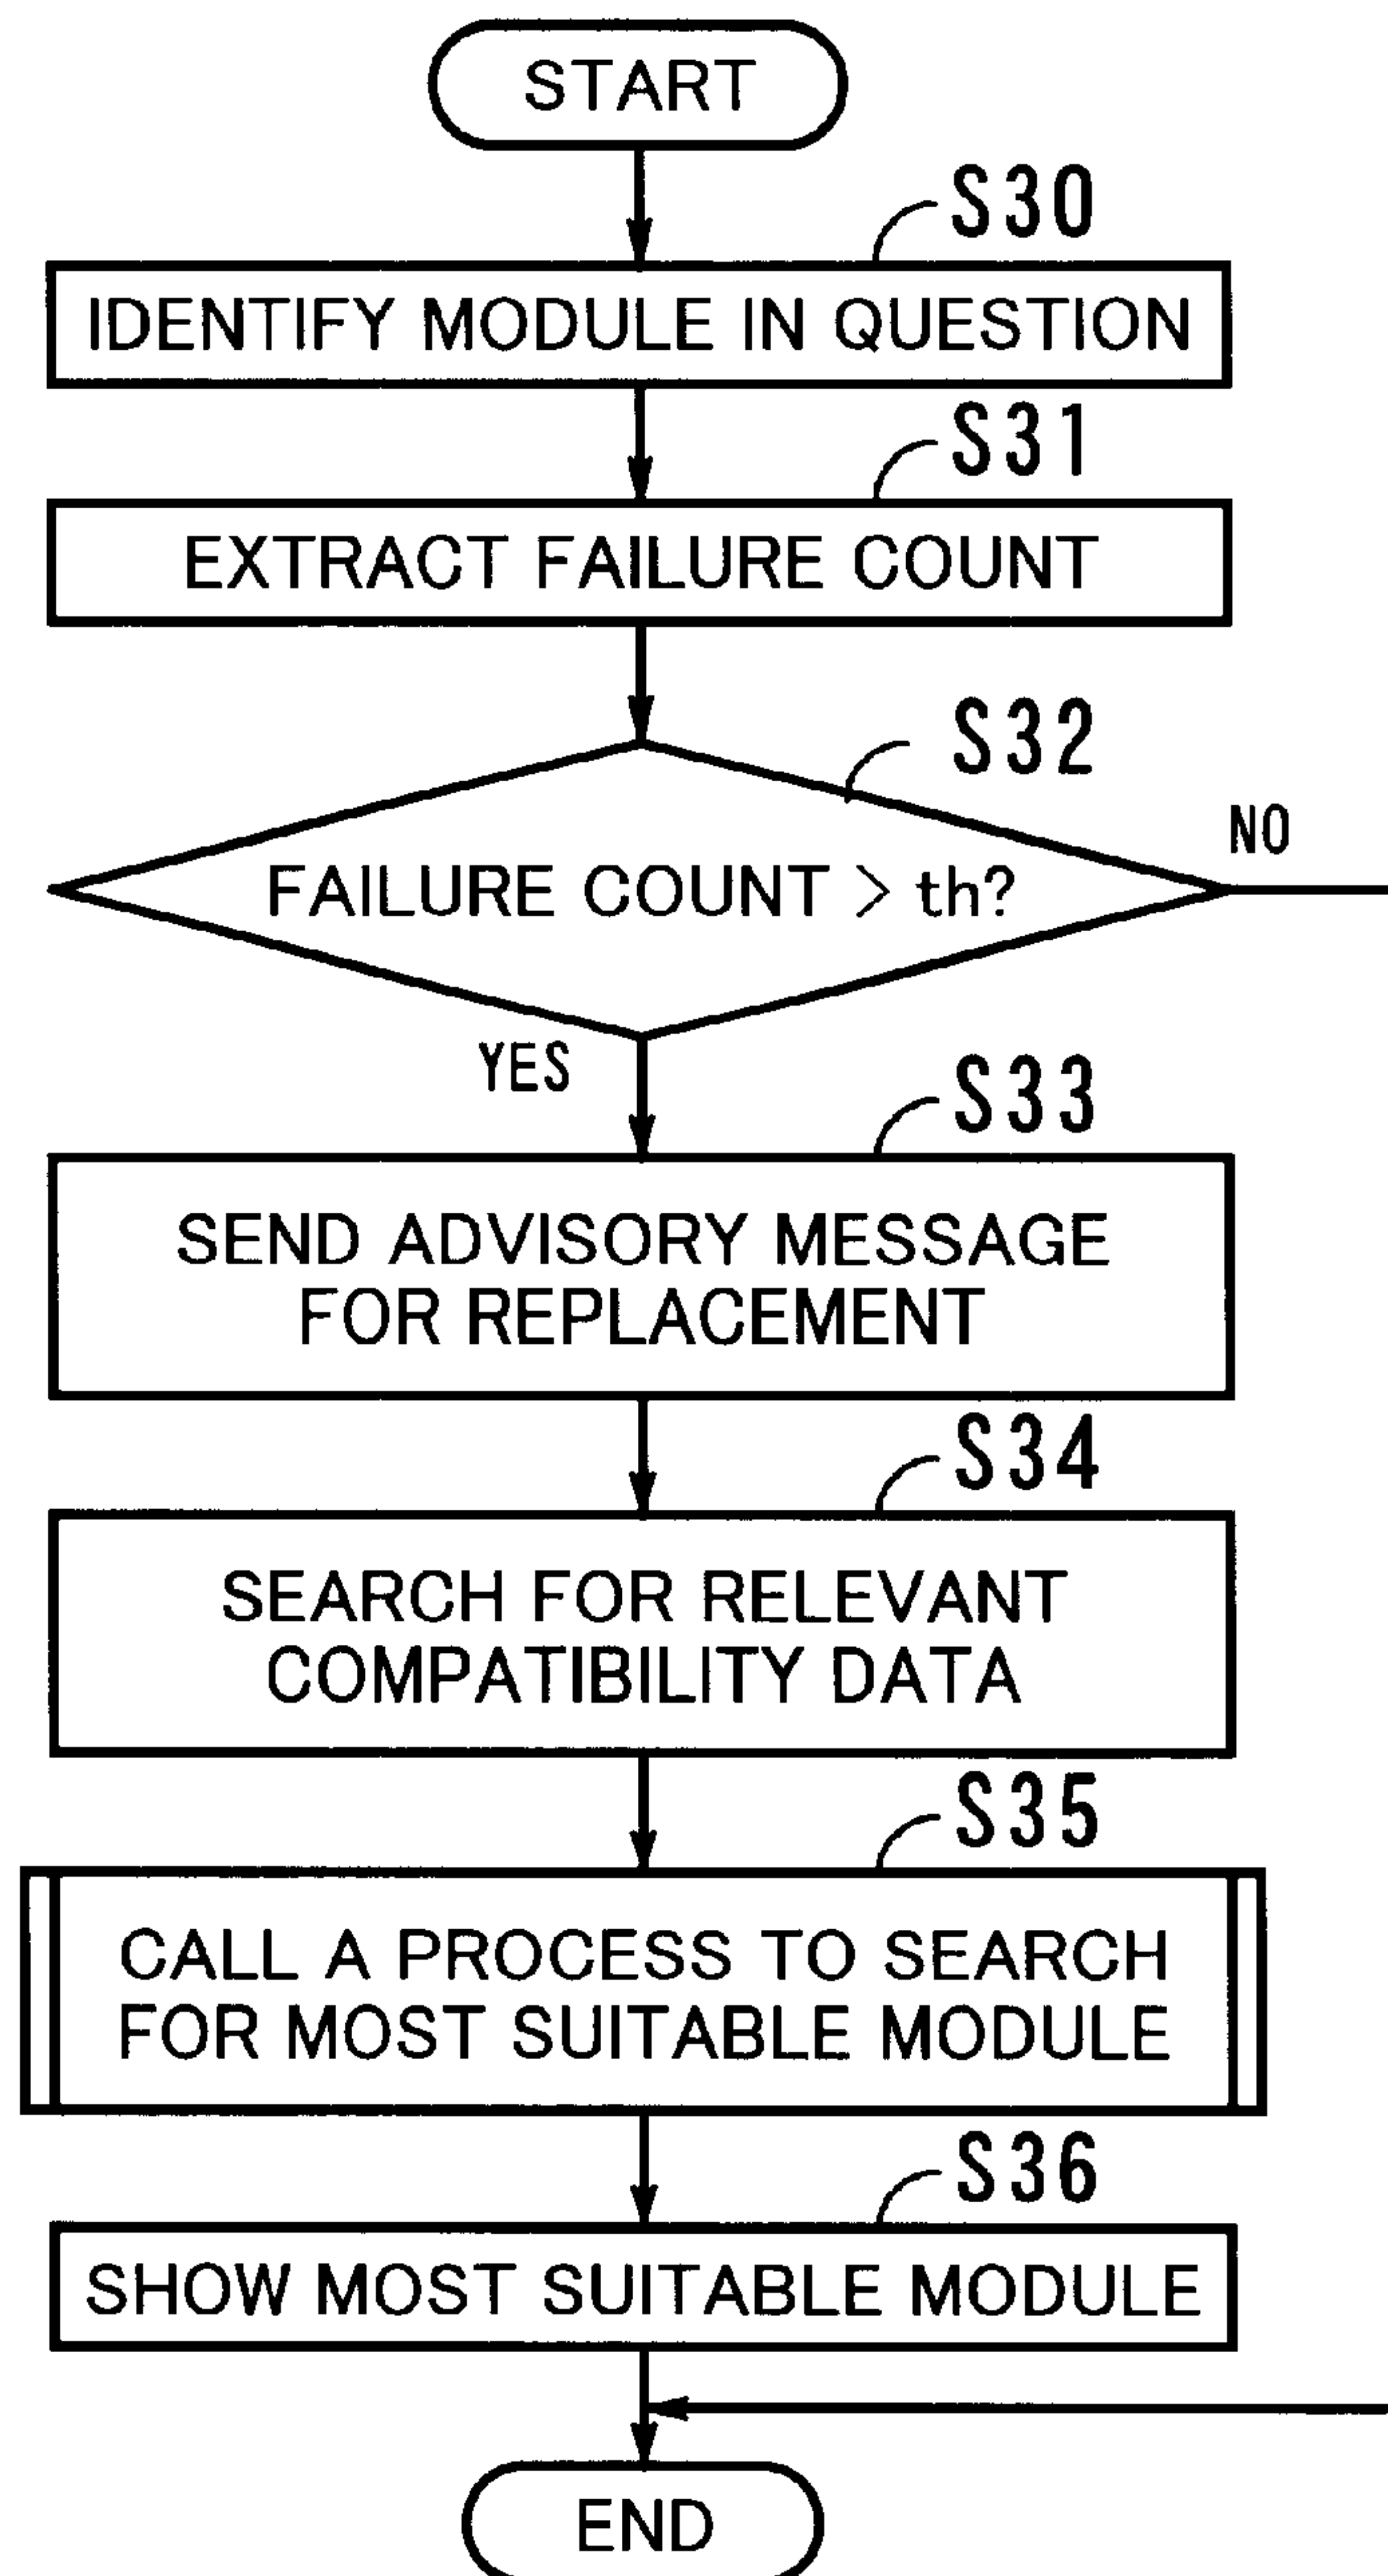 START
S30
IDENTIFY MODULE IN QUESTION
S31
EXTRACT FAILURE COUNT
S32
NO
FAILURE COUNT > th?
YES
S33
SEND ADVISORY MESSAGE
FOR REPLACEMENT
S34
SEARCH FOR RELEVANT
COMPATIBILITY DATA
S35
CALL A PROCESS TO SEARCH
FOR MOST SUITABLE MODULE
S36
SHOW MOST SUITABLE MODULE
END